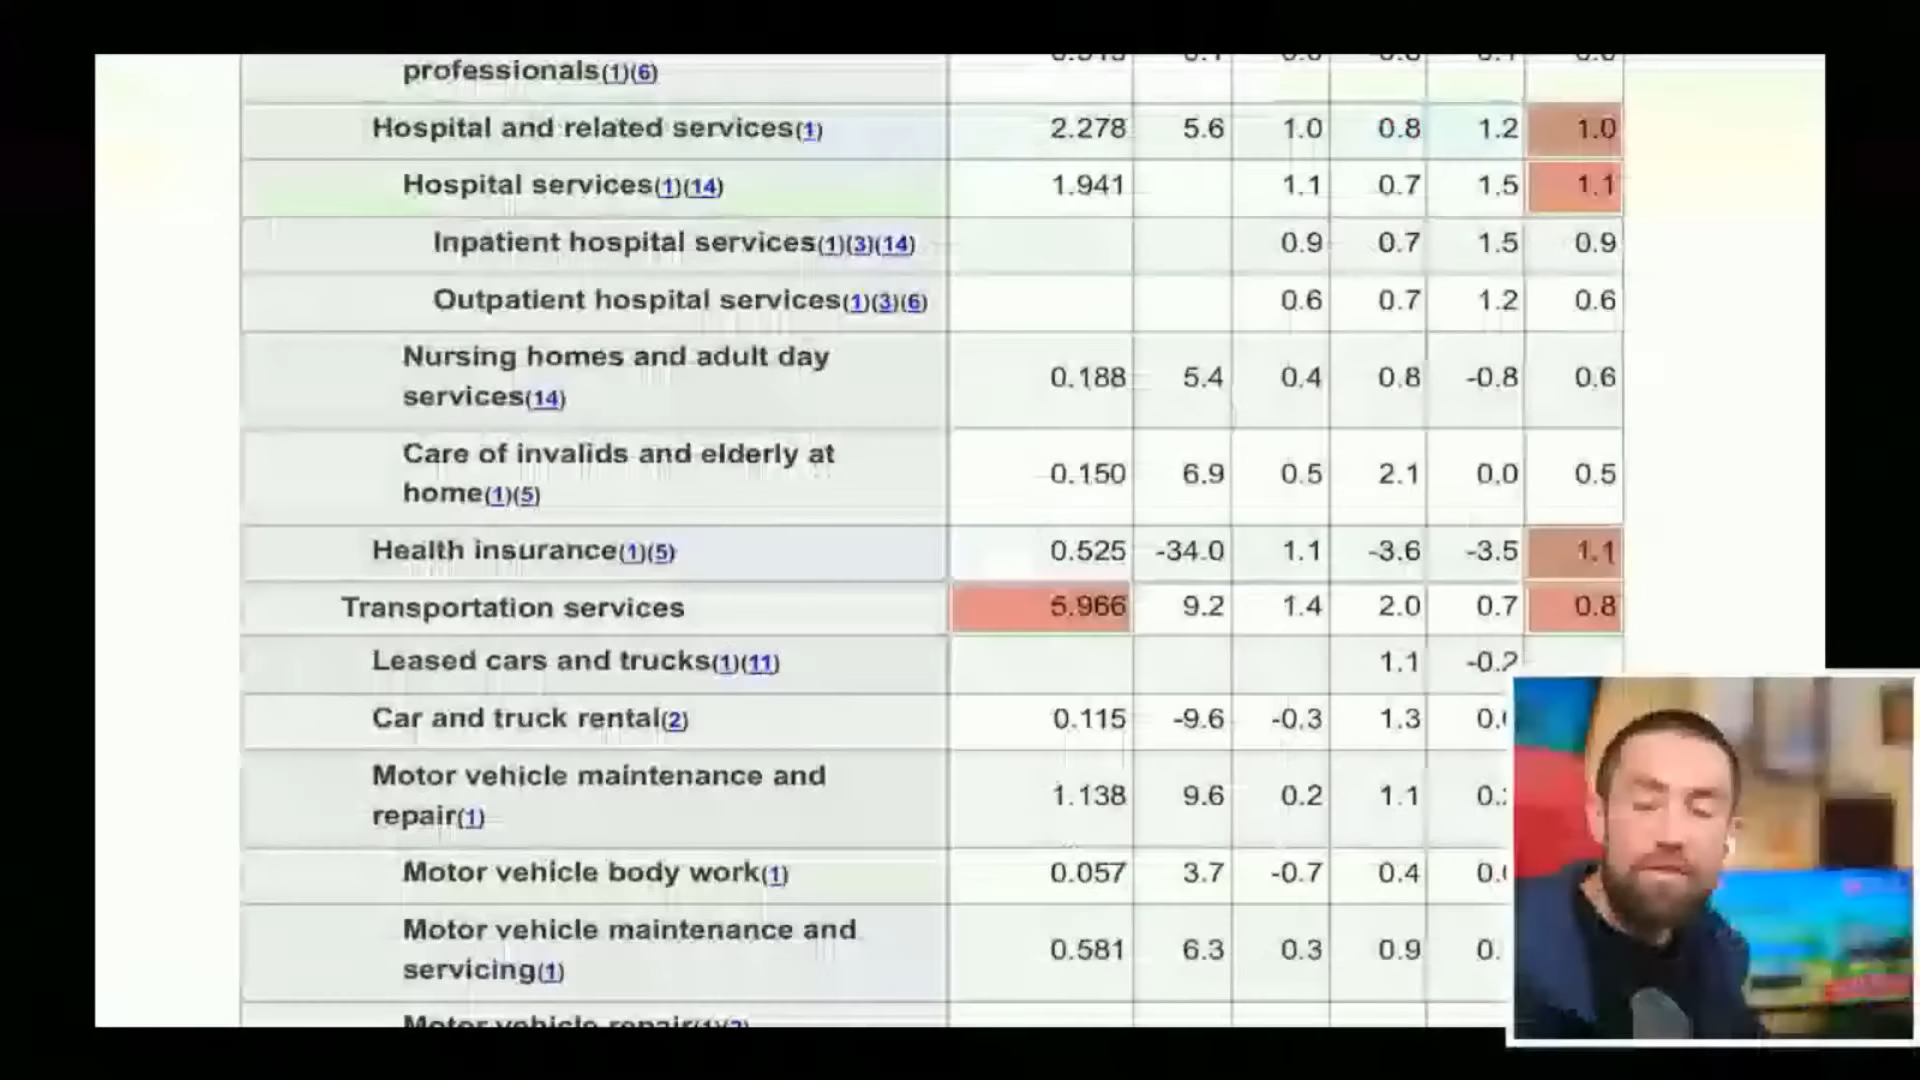 professionals(1)(6)
Hospital and related services(1) 2.278 5.6 1.0 0.8 1.2 1.0
Hospital services(1)(14) 1.941 1.1 0.7 1.5 1.1
Inpatient hospital services(1)(3)(14) 0.9 0.7 1.5 0.9
Outpatient hospital services(1)(3)(6) 0.6 0.7 1.2 0.6
Nursing homes and adult day
services(14) 0.188 5.4 0.4 0.8 -0.8 0.6
Care of invalids and elderly at
home(1)(5) 0.150 6.9 0.5 2.1 0.0 0.5
Health insurance(1)(5) 0.525 -34.0 1.1 -3.6 -3.5 1.1
Transportation services 5.966 9.2 1.4 2.0 0.7 0.8
Leased cars and trucks(1)(11) 1.1 -0.2
Car and truck rental(2) 0.115 -9.6 -0.3 1.3
Motor vehicle maintenance and
repair(1) 1.138 9.6 0.2 1.1
Motor vehicle body work(1) 0.057 3.7 -0.7 0.4
Motor vehicle maintenance and
servicing(1) 0.581 6.3 0.3 0.9
Motor vehicle repair